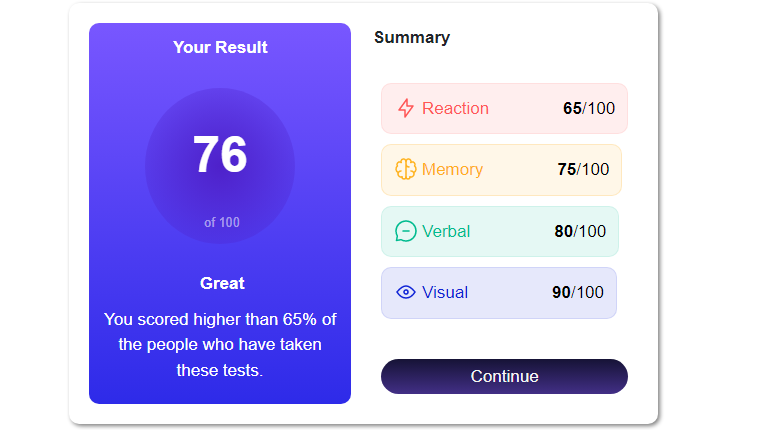 Your Result
76
of 100
Great
You scored higher than 65% of
the people who have taken
these tests.
Summary
Reaction 65/100
Memory 75/100
Verbal 80/100
Visual 90/100
Continue